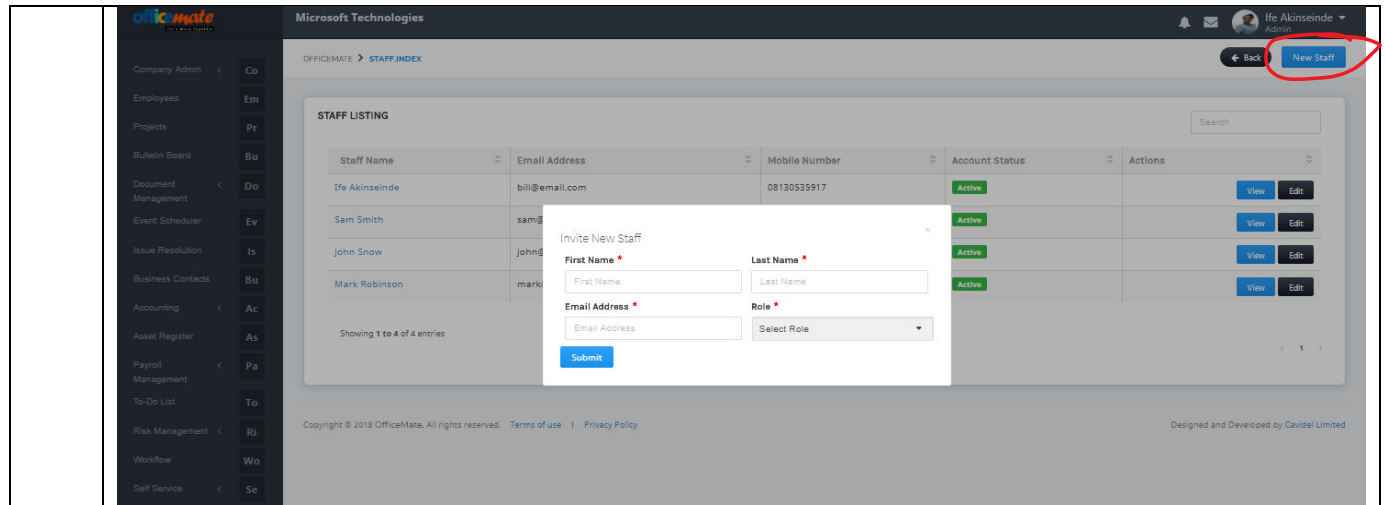 officemate
Let's Work Together
Microsoft Technologies
Ife Akinseinde
Admin
OFFICEMATE > STAFF.INDEX
Back
New Staff
Company Admin Co
Employees Em
Projects Pr
Bulletin Board Bu
Document Management Do
Event Scheduler Ev
Issue Resolution Is
Business Contacts Bu
Accounting Ac
Asset Register As
Payroll Management Pa
To-Do List To
Risk Management Ri
Workflow Wo
Self Service Se
STAFF LISTING
Search
Staff Name Email Address Mobile Number Account Status Actions
Ife Akinseinde bill@email.com 08130535917 Active View Edit
Sam Smith sam@ Active View Edit
John Snow john@ Active View Edit
Mark Robinson mark Active View Edit
Invite New Staff ×
First Name * Last Name *
First Name Last Name
Email Address * Role *
Email Address Select Role
Submit
Showing 1 to 4 of 4 entries
1
Copyright © 2018 OfficeMate. All rights reserved. Terms of use | Privacy Policy
Designed and Developed by Cavidel Limited